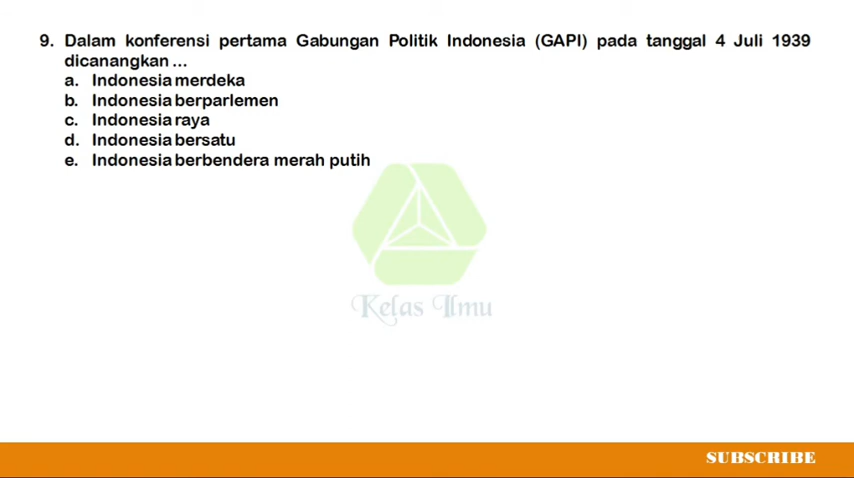 9. Dalam konferensi pertama Gabungan Politik Indonesia (GAPI) pada tanggal 4 Juli 1939
dicanangkan ...
a. Indonesia merdeka
b. Indonesia berparlemen
c. Indonesia raya
d. Indonesia bersatu
e. Indonesia berbendera merah putih
Kelas Ilmu
SUBSCRIBE